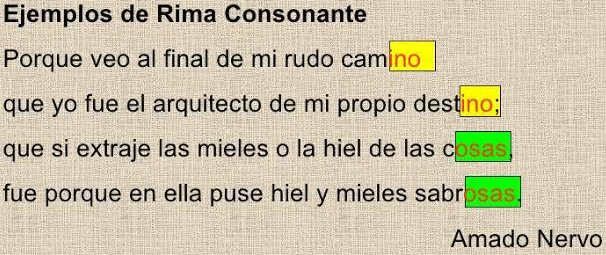 Ejemplos de Rima Consonante
Porque veo al final de mi rudo camino
que yo fue el arquitecto de mi propio destino;
que si extraje las mieles o la hiel de las cosas,
fue porque en ella puse hiel y mieles sabrosas.
Amado Nervo